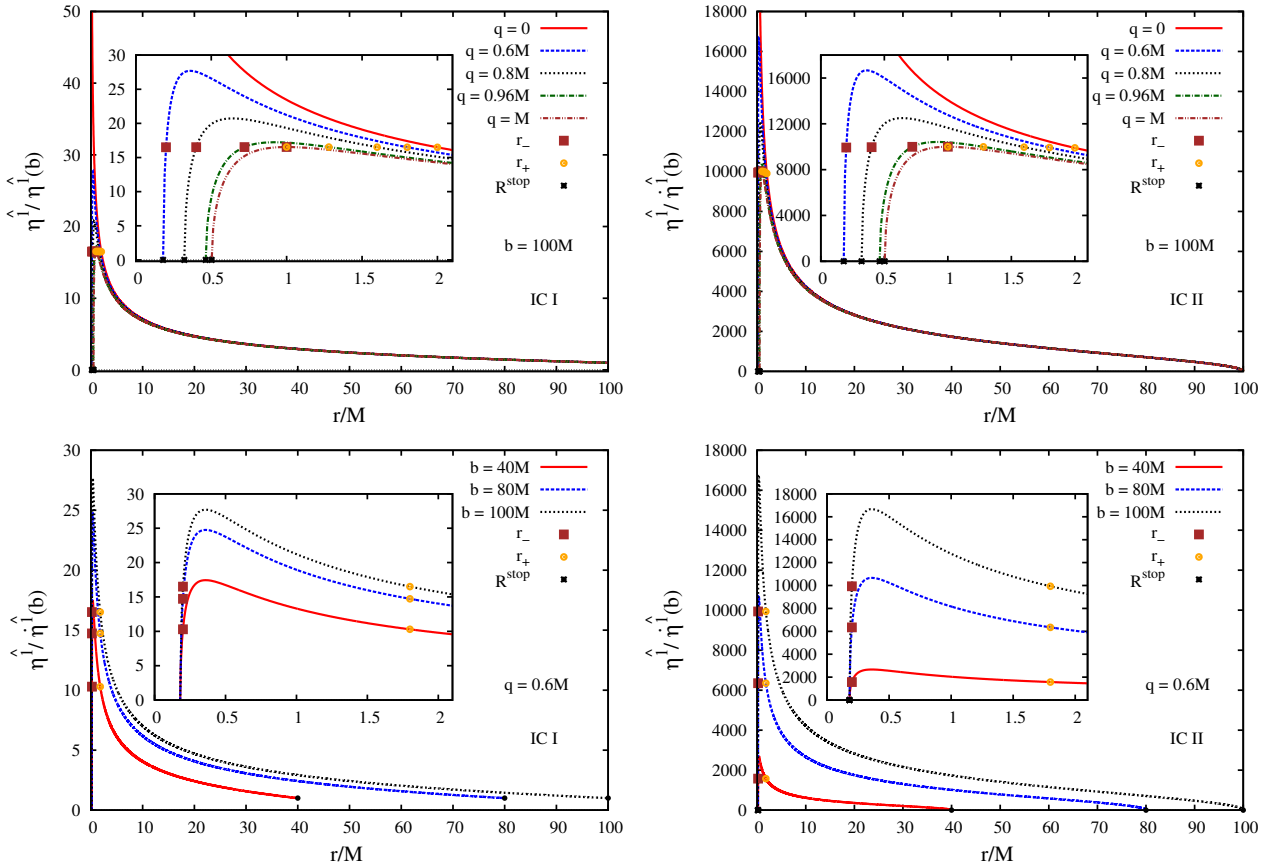 50
40
30
20
10
0
0 10 20 30 40 50 60 70 80 90 100
r/M
η^1̂ / η̇^1̂(b)
q = 0
q = 0.6M
q = 0.8M
q = 0.96M
q = M
r_−
r_+
R^stop
b = 100M
IC I
30
25
20
15
10
5
0
0 0.5 1 1.5 2
18000
16000
14000
12000
10000
8000
6000
4000
2000
0
0 10 20 30 40 50 60 70 80 90 100
r/M
η^1̂ / η̇^1̂(b)
q = 0
q = 0.6M
q = 0.8M
q = 0.96M
q = M
r_−
r_+
R^stop
b = 100M
IC II
16000
12000
8000
4000
0
0 0.5 1 1.5 2
30
25
20
15
10
5
0
0 10 20 30 40 50 60 70 80 90 100
r/M
η^1̂ / η̇^1̂(b)
b = 40M
b = 80M
b = 100M
r_−
r_+
R^stop
q = 0.6M
IC I
30
25
20
15
10
5
0
0 0.5 1 1.5 2
18000
16000
14000
12000
10000
8000
6000
4000
2000
0
0 10 20 30 40 50 60 70 80 90 100
r/M
η^1̂ / η̇^1̂(b)
b = 40M
b = 80M
b = 100M
r_−
r_+
R^stop
q = 0.6M
IC II
18000
16000
14000
12000
10000
8000
6000
4000
2000
0
0 0.5 1 1.5 2